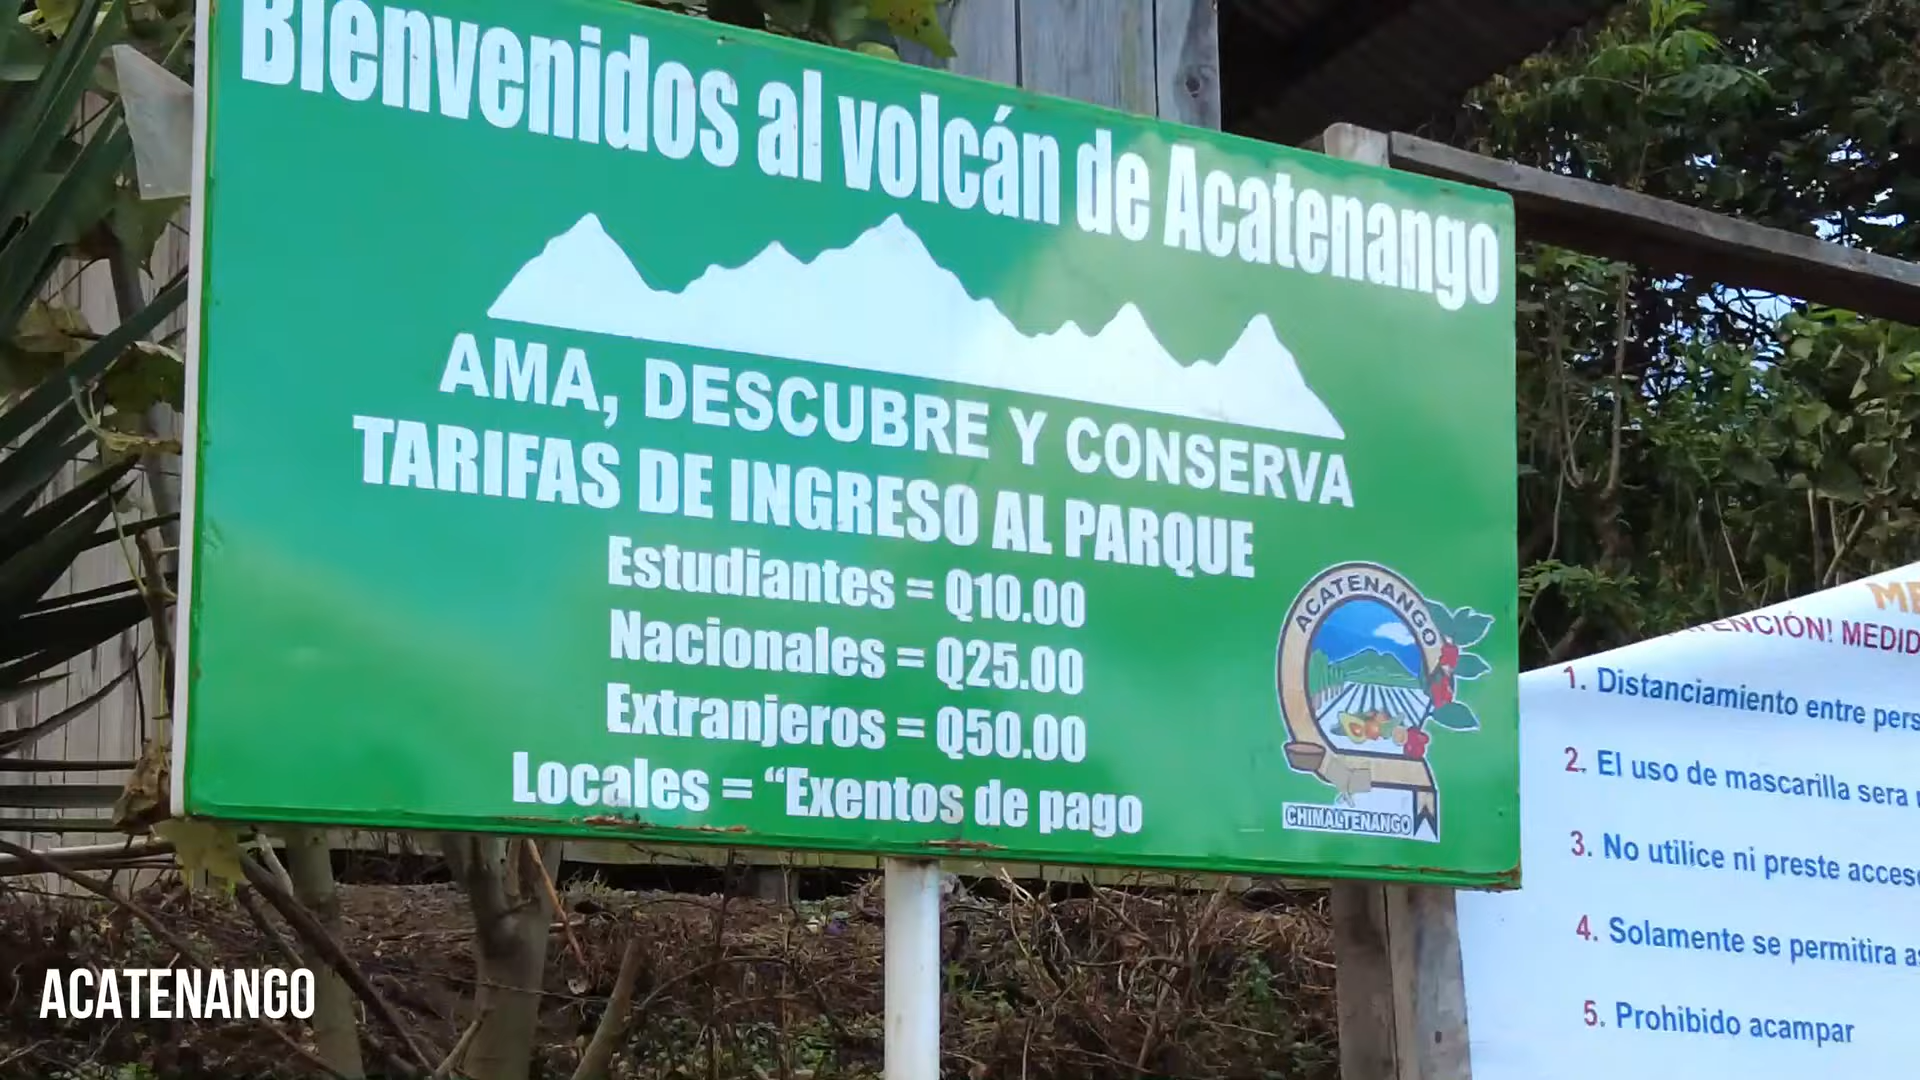 Bienvenidos al volcán de Acatenango
AMA, DESCUBRE Y CONSERVA
TARIFAS DE INGRESO AL PARQUE
Estudiantes = Q10.00
Nacionales = Q25.00
Extranjeros = Q50.00
Locales = “Exentos de pago
ACATENANGO
CHIMALTENANGO
ENCIÓN! MEDID
1. Distanciamiento entre pers
2. El uso de mascarilla sera
3. No utilice ni preste acces
4. Solamente se permitira a
5. Prohibido acampar
ACATENANGO